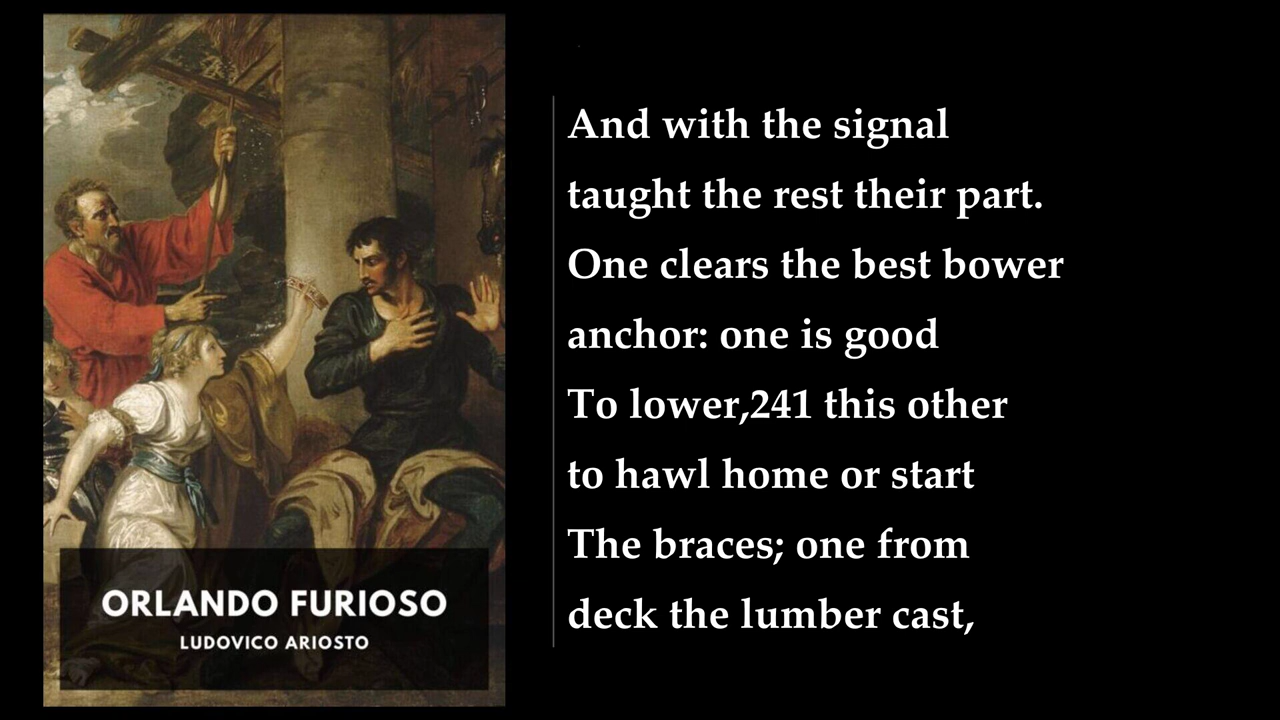 ORLANDO FURIOSO
LUDOVICO ARIOSTO
And with the signal
taught the rest their part.
One clears the best bower
anchor: one is good
To lower,241 this other
to hawl home or start
The braces; one from
deck the lumber cast,